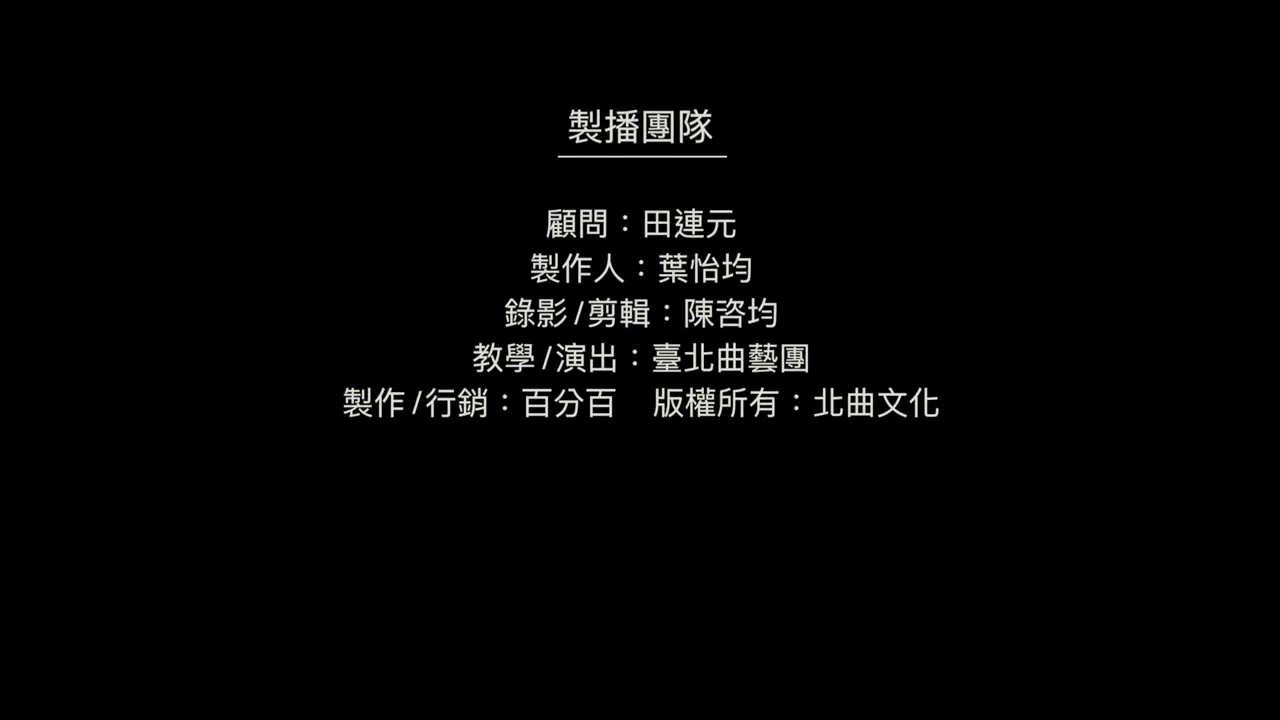 製播團隊
顧問：田連元
製作人：葉怡均
錄影/剪輯：陳咨均
教學/演出：臺北曲藝團
製作/行銷：百分百　版權所有：北曲文化